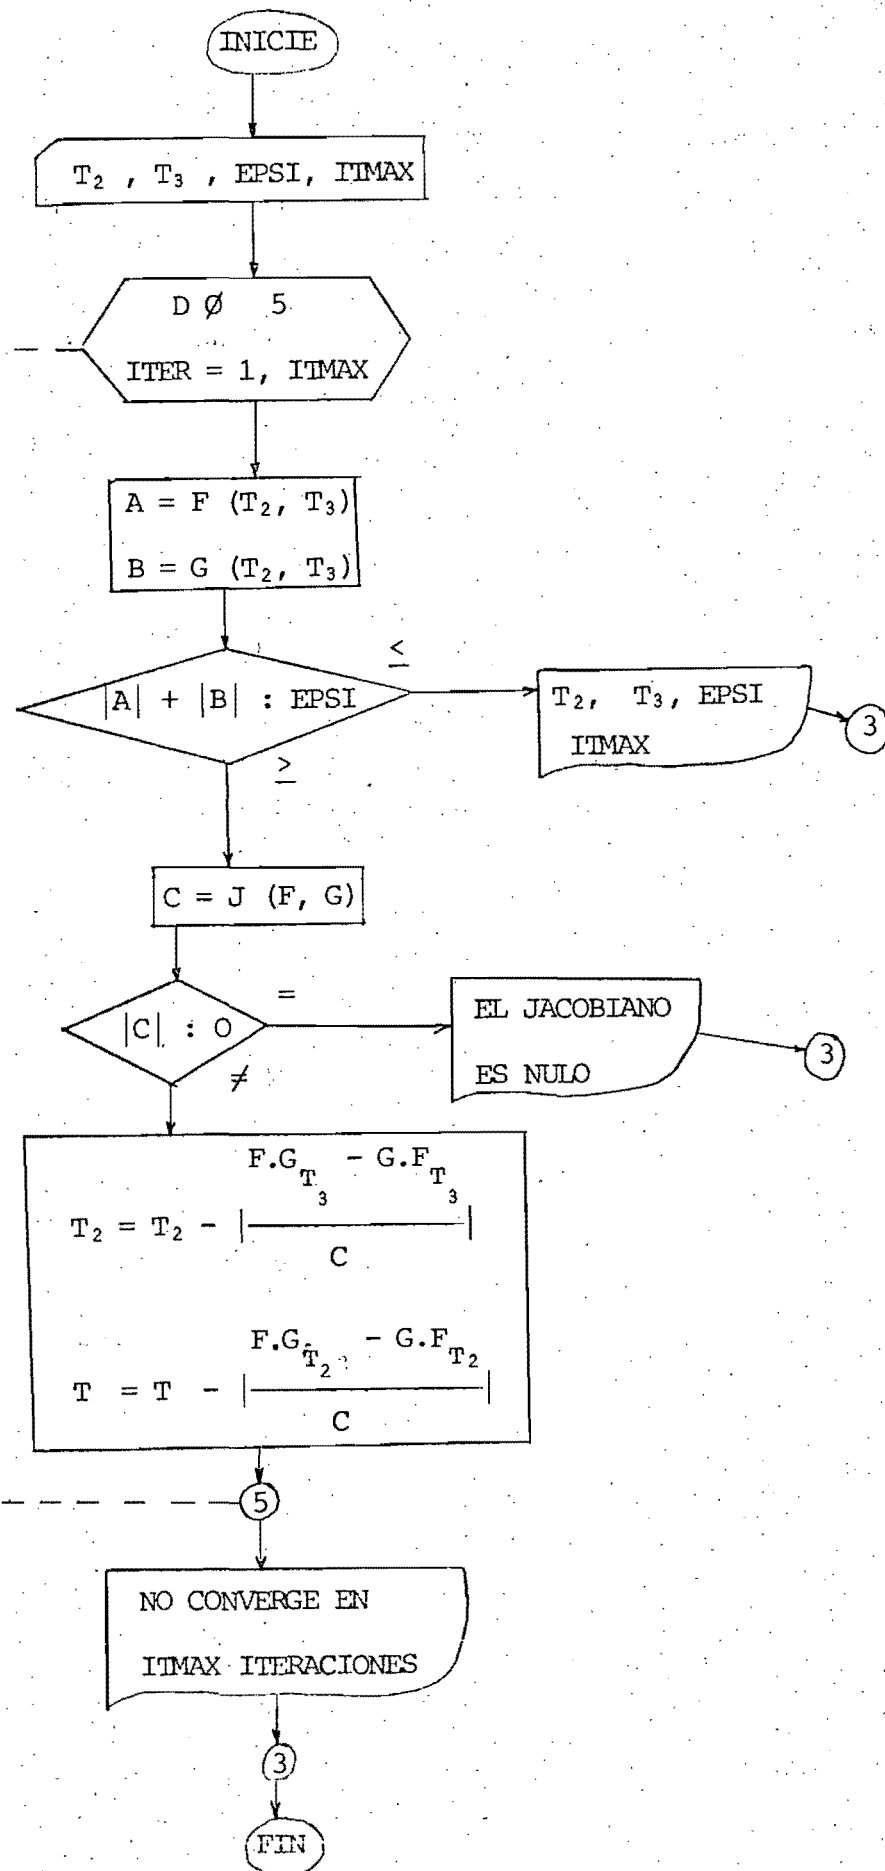 INICIE
T₂ , T₃ , EPSI, ITMAX
D Ø 5
ITER = 1, ITMAX
A = F (T₂, T₃)
B = G (T₂, T₃)
≤
|A| + |B| : EPSI
T₂, T₃, EPSI
ITMAX
3
≥
C = J (F, G)
=
|C| : O
≠
EL JACOBIANO
ES NULO
3
F.G_T₃ - G.F_T₃
T₂ = T₂ - |———|
C
F.G_T₂ - G.F_T₂
T = T - |———|
C
5
NO CONVERGE EN
ITMAX ITERACIONES
3
FIN